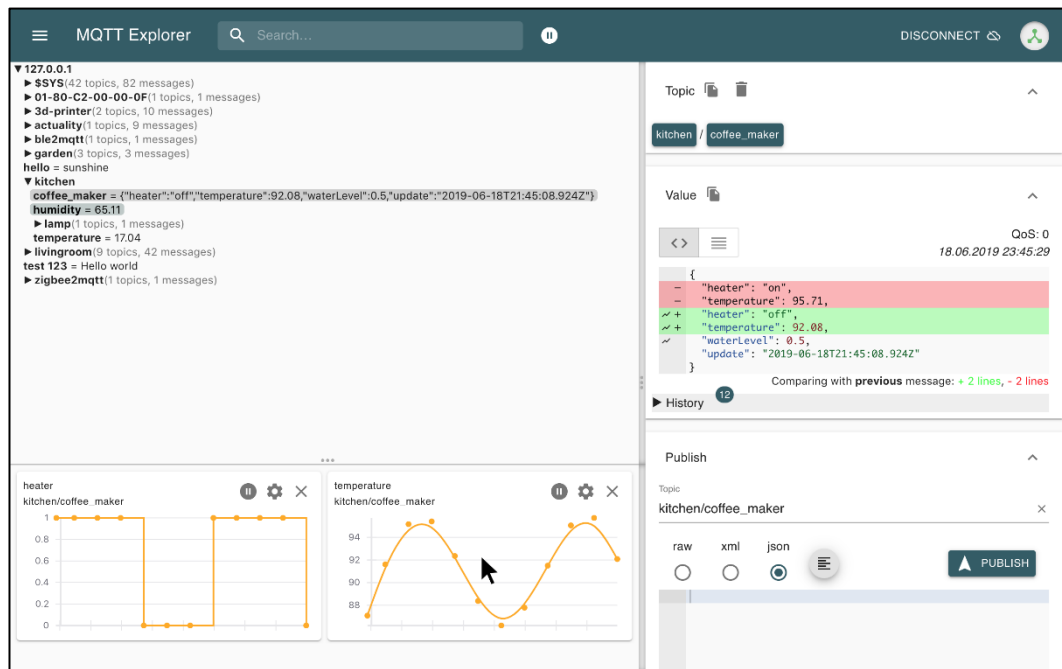 MQTT Explorer
Search...
DISCONNECT
▼ 127.0.0.1
▶ $SYS(42 topics, 82 messages)
▶ 01-80-C2-00-00-0F(1 topics, 1 messages)
▶ 3d-printer(2 topics, 10 messages)
▶ actuality(1 topics, 9 messages)
▶ ble2mqtt(1 topics, 1 messages)
▶ garden(3 topics, 3 messages)
hello = sunshine
▼ kitchen
coffee_maker = {"heater":"off","temperature":92.08,"waterLevel":0.5,"update":"2019-06-18T21:45:08.924Z"}
humidity = 65.11
▶ lamp(1 topics, 1 messages)
temperature = 17.04
▶ livingroom(9 topics, 42 messages)
test 123 = Hello world
▶ zigbee2mqtt(1 topics, 1 messages)
heater
kitchen/coffee_maker
1
0.8
0.6
0.4
0.2
0
temperature
kitchen/coffee_maker
94
92
90
88
Topic
kitchen / coffee_maker
Value
QoS: 0
18.06.2019 23:45:29
{
- "heater": "on",
- "temperature": 95.71,
+ "heater": "off",
+ "temperature": 92.08,
"waterLevel": 0.5,
"update": "2019-06-18T21:45:08.924Z"
}
Comparing with previous message: + 2 lines, - 2 lines
▶ History 12
Publish
Topic
kitchen/coffee_maker
raw xml json
PUBLISH